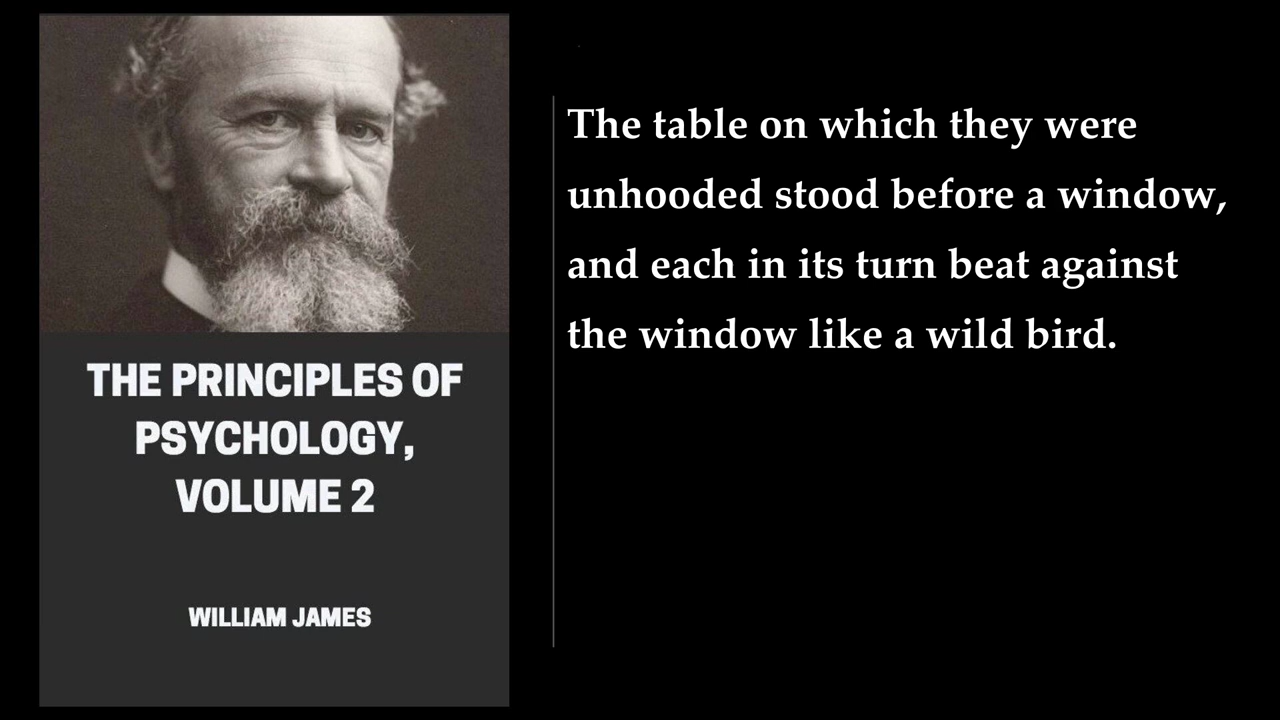 THE PRINCIPLES OF
PSYCHOLOGY,
VOLUME 2
WILLIAM JAMES
The table on which they were
unhooded stood before a window,
and each in its turn beat against
the window like a wild bird.